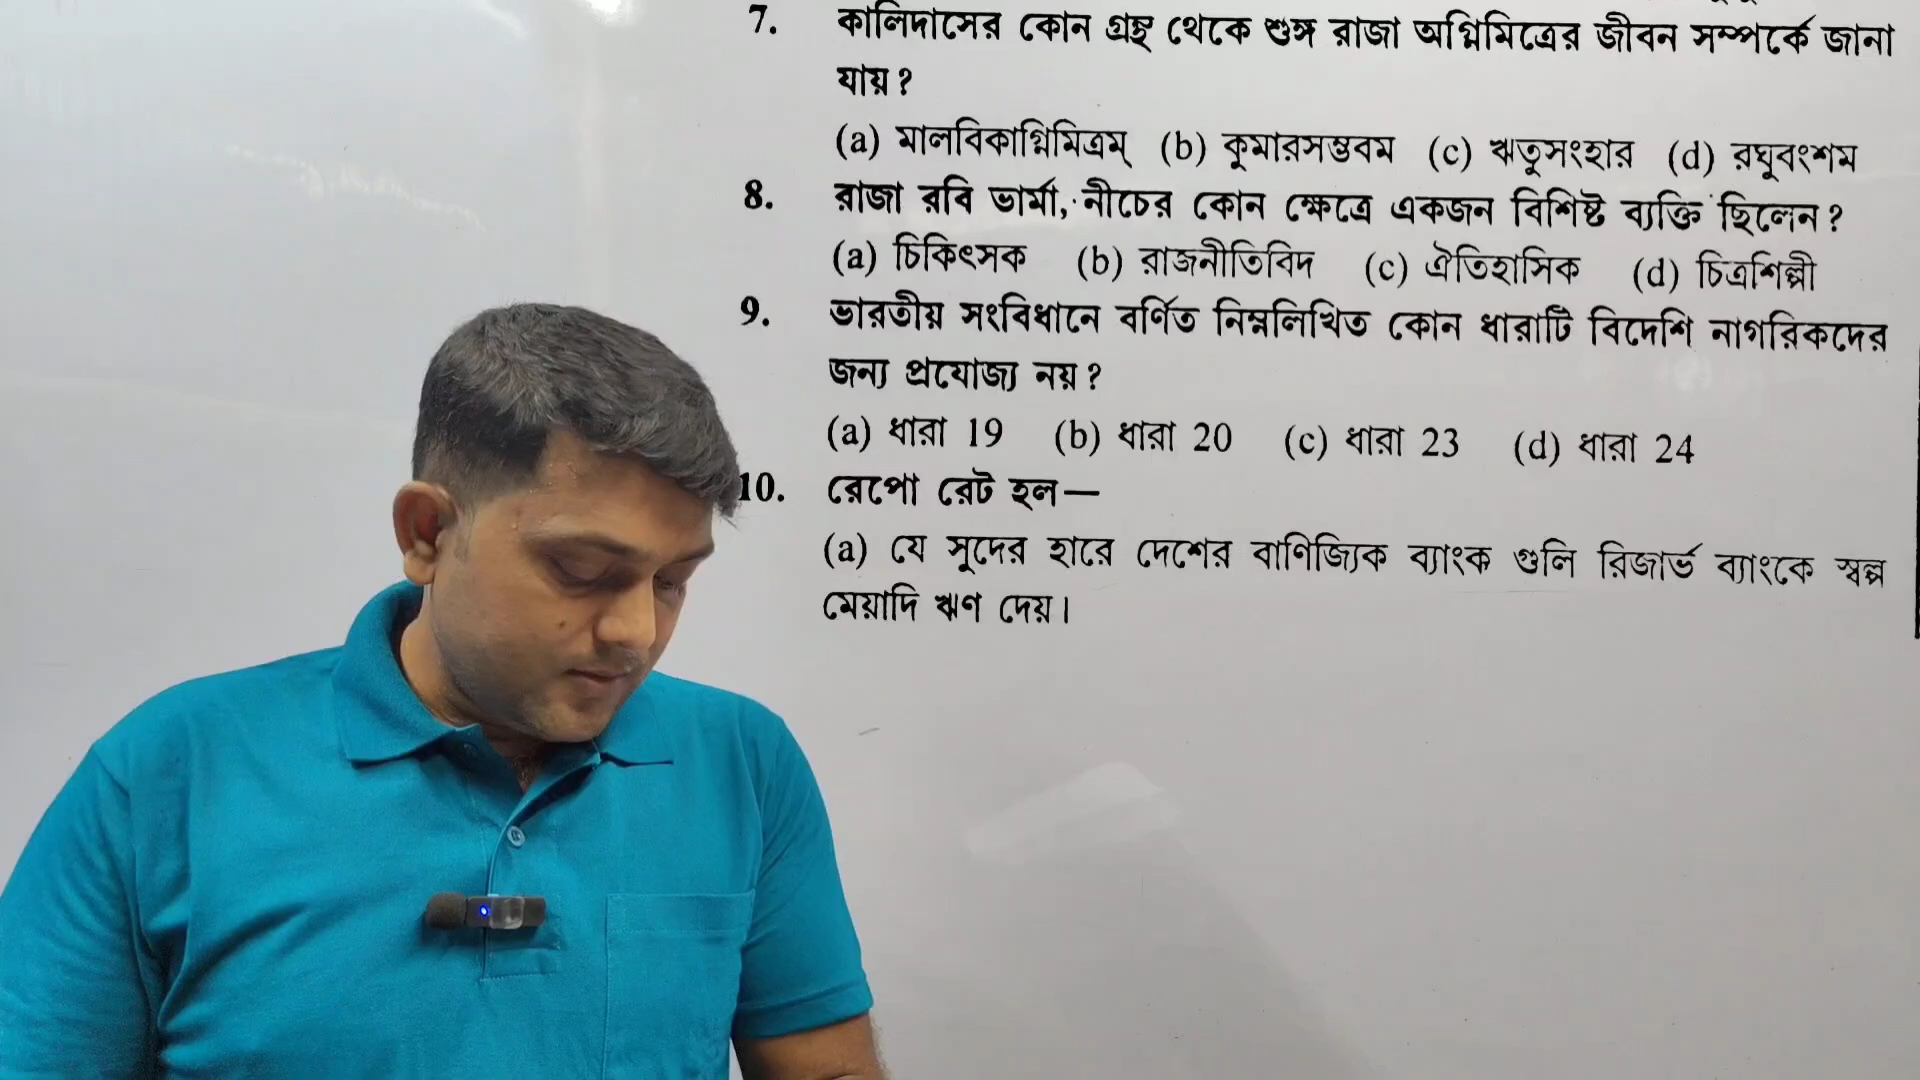 7. কালিদাসের কোন গ্রন্থ থেকে শুঙ্গ রাজা অগ্নিমিত্রের জীবন সম্পর্কে জানা
যায় ?
(a) মালবিকাগ্নিমিত্রম্ (b) কুমারসম্ভবম (c) ঋতুসংহার (d) রঘুবংশম
8. রাজা রবি ভার্মা, নীচের কোন ক্ষেত্রে একজন বিশিষ্ট ব্যক্তি ছিলেন ?
(a) চিকিৎসক (b) রাজনীতিবিদ (c) ঐতিহাসিক (d) চিত্রশিল্পী
9. ভারতীয় সংবিধানে বর্ণিত নিম্নলিখিত কোন ধারাটি বিদেশি নাগরিকদের
জন্য প্রযোজ্য নয় ?
(a) ধারা 19 (b) ধারা 20 (c) ধারা 23 (d) ধারা 24
10. রেপো রেট হল—
(a) যে সুদের হারে দেশের বাণিজ্যিক ব্যাংক গুলি রিজার্ভ ব্যাংকে স্বল্প
মেয়াদি ঋণ দেয়।